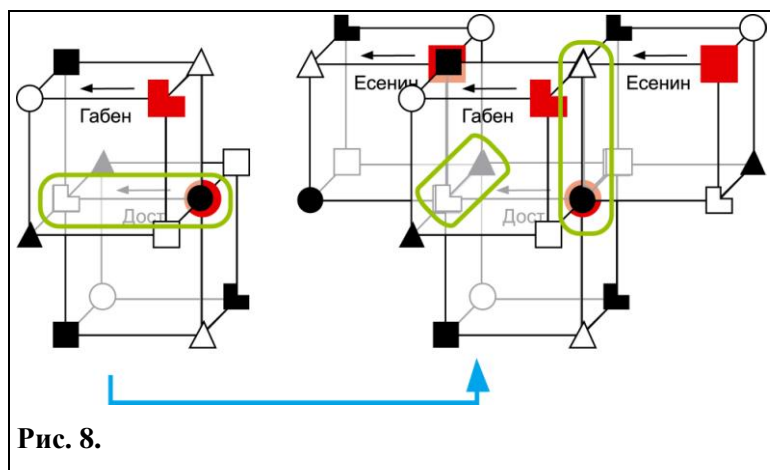 Есенин
Есенин
Габен
Габен
Дост
Дост
Рис. 8.